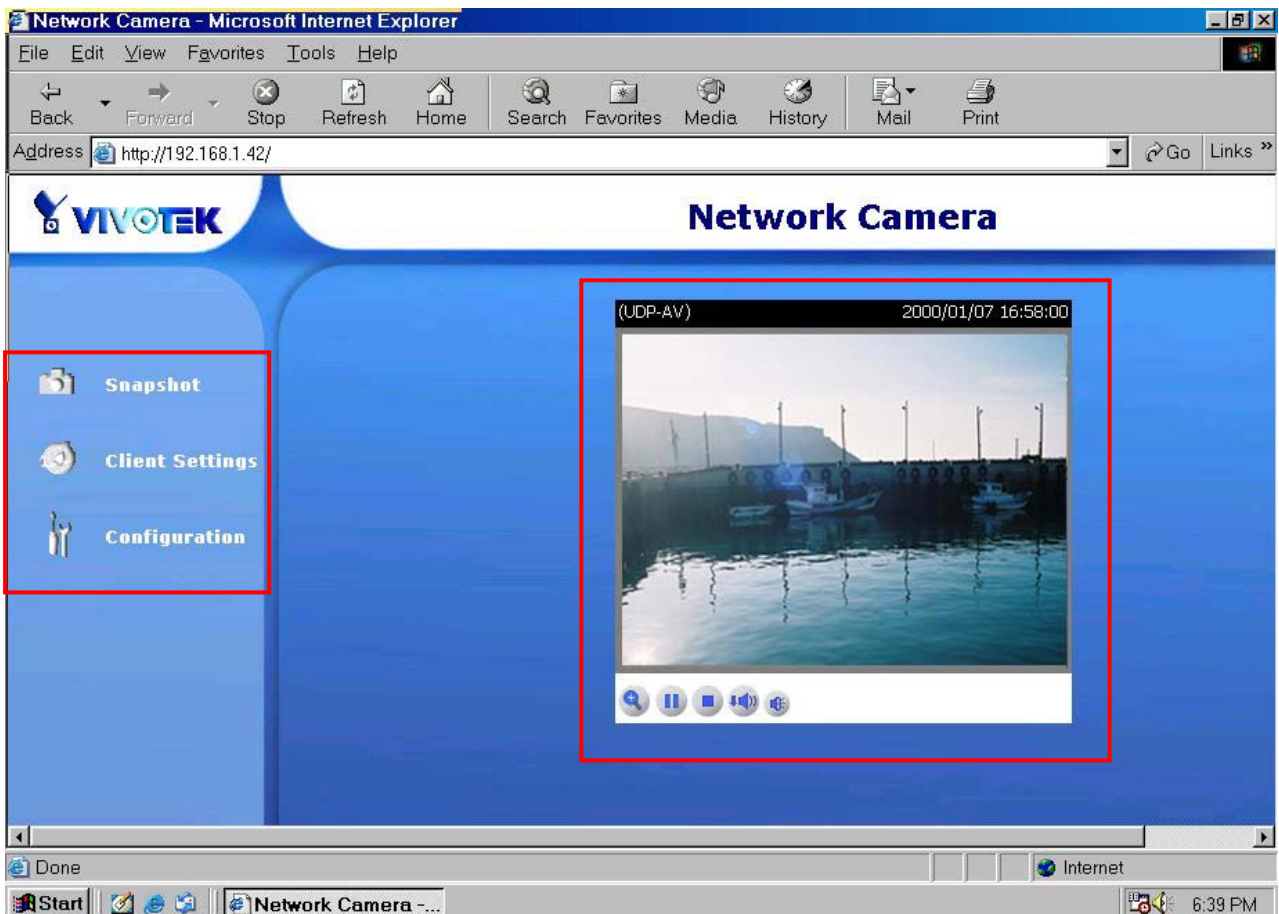 Network Camera - Microsoft Internet Explorer
File Edit View Favorites Tools Help
Back Forward Stop Refresh Home Search Favorites Media History Mail Print
Address http://192.168.1.42/ Go Links »
VIVOTEK
Network Camera
(UDP-AV) 2000/01/07 16:58:00
Snapshot
Client Settings
Configuration
Done Internet
Start Network Camera -... 6:39 PM